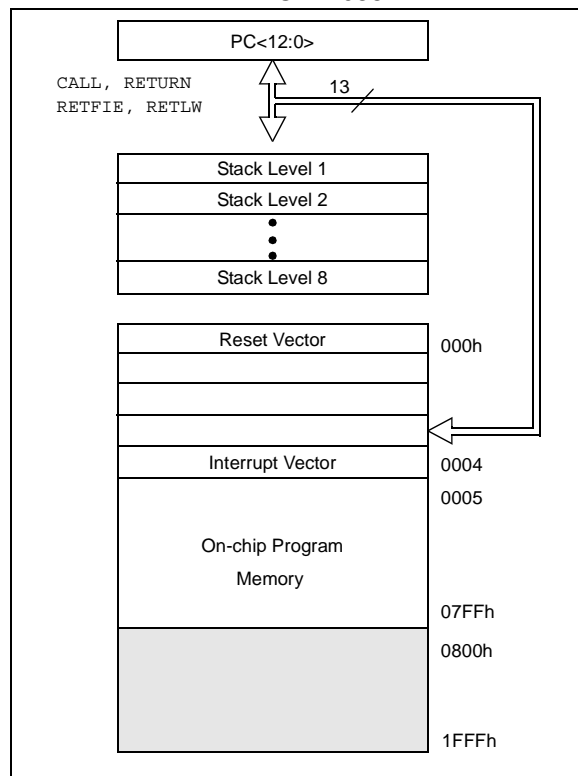 PC<12:0>
CALL, RETURN
RETFIE, RETLW
13
Stack Level 1
Stack Level 2
Stack Level 8
Reset Vector
000h
Interrupt Vector
0004
0005
On-chip Program
Memory
07FFh
0800h
1FFFh